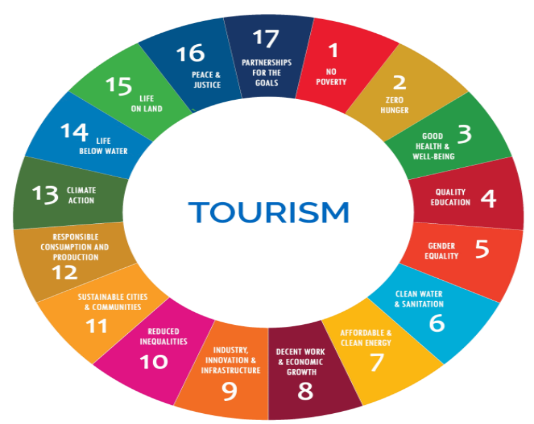 17
PARTNERSHIPS
FOR THE
GOALS
1
NO
POVERTY
2
ZERO
HUNGER
3
GOOD
HEALTH &
WELL-BEING
4
QUALITY
EDUCATION
5
GENDER
EQUALITY
CLEAN WATER
& SANITATION
6
AFFORDABLE &
CLEAN ENERGY
7
DECENT WORK
& ECONOMIC
GROWTH
8
INDUSTRY,
INNOVATION &
INFRASTRUCTURE
9
REDUCED
INEQUALITIES
10
SUSTAINABLE CITIES
& COMMUNITIES
11
RESPONSIBLE
CONSUMPTION AND
PRODUCTION
12
13 CLIMATE
ACTION
14 LIFE
BELOW WATER
15
LIFE
ON LAND
16
PEACE &
JUSTICE
TOURISM